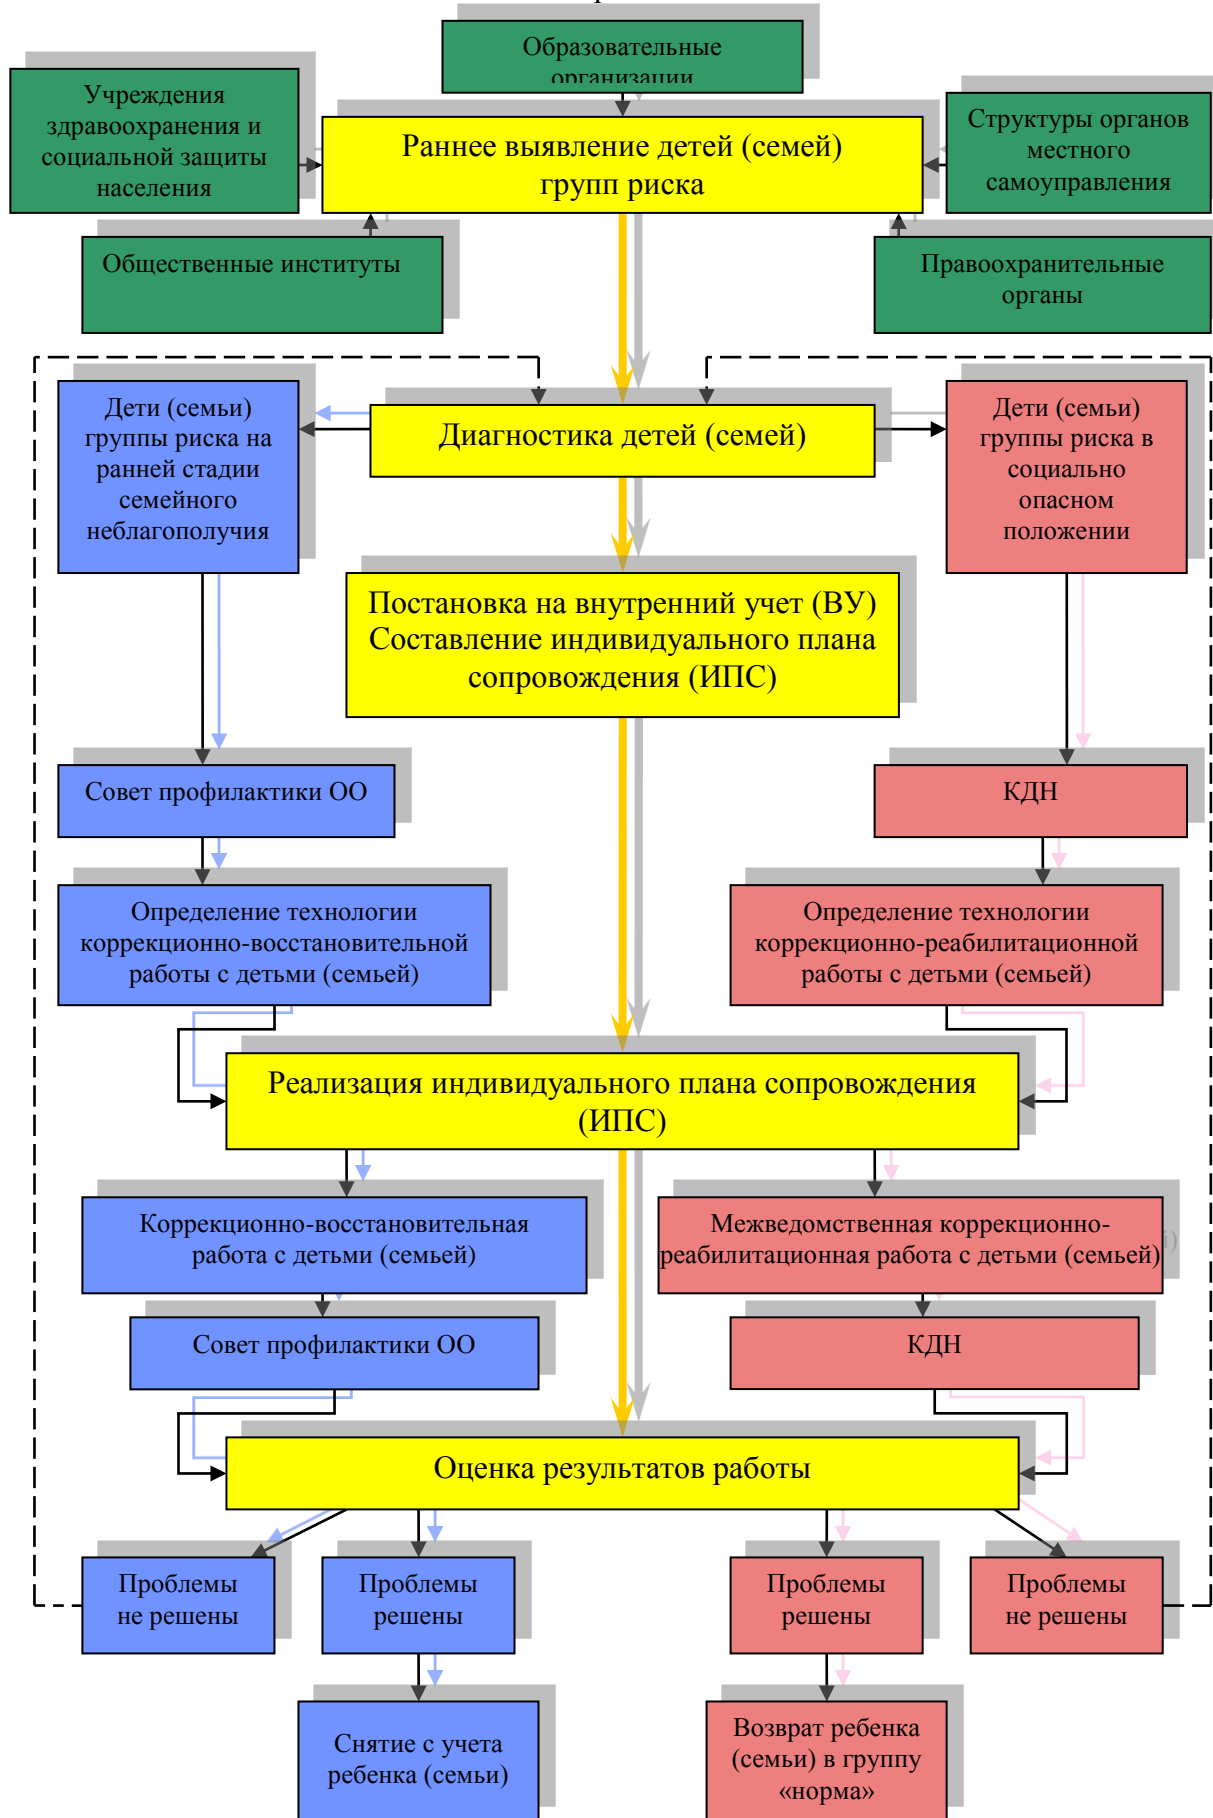 Образовательные
организации
Учреждения
здравоохранения и
социальной защиты
населения
Раннее выявление детей (семей)
групп риска
Структуры органов
местного
самоуправления
Общественные институты
Правоохранительные
органы
Дети (семьи)
группы риска на
ранней стадии
семейного
неблагополучия
Диагностика детей (семей)
Дети (семьи)
группы риска в
социально
опасном
положении
Постановка на внутренний учет (ВУ)
Составление индивидуального плана
сопровождения (ИПС)
Совет профилактики ОО
КДН
Определение технологии
коррекционно-восстановительной
работы с детьми (семьей)
Определение технологии
коррекционно-реабилитационной
работы с детьми (семьей)
Реализация индивидуального плана сопровождения
(ИПС)
Коррекционно-восстановительная
работа с детьми (семьей)
Межведомственная коррекционно-
реабилитационная работа с детьми (семьей)
Совет профилактики ОО
КДН
Оценка результатов работы
Проблемы
не решены
Проблемы
решены
Проблемы
решены
Проблемы
не решены
Снятие с учета
ребенка (семьи)
Возврат ребенка
(семьи) в группу
«норма»